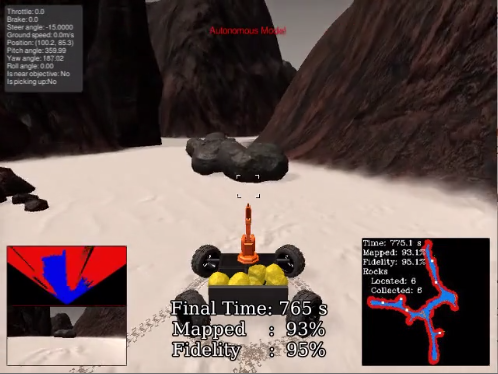 Throttle: 0.0
Brake: 0.0
Steer angle: -15.0000
Ground speed: 0.0m/s
Position: (100.2, 85.3)
Pitch angle: 359.99
Yaw angle: 187.02
Roll angle: 0.00
Is near objective: No
Is picking up:No
Autonomous Mode!
Time: 775.1 s
Mapped: 93.1%
Fidelity: 95.1%
Rocks
Located: 6
Collected: 6
Final Time: 765 s
Mapped : 93%
Fidelity : 95%